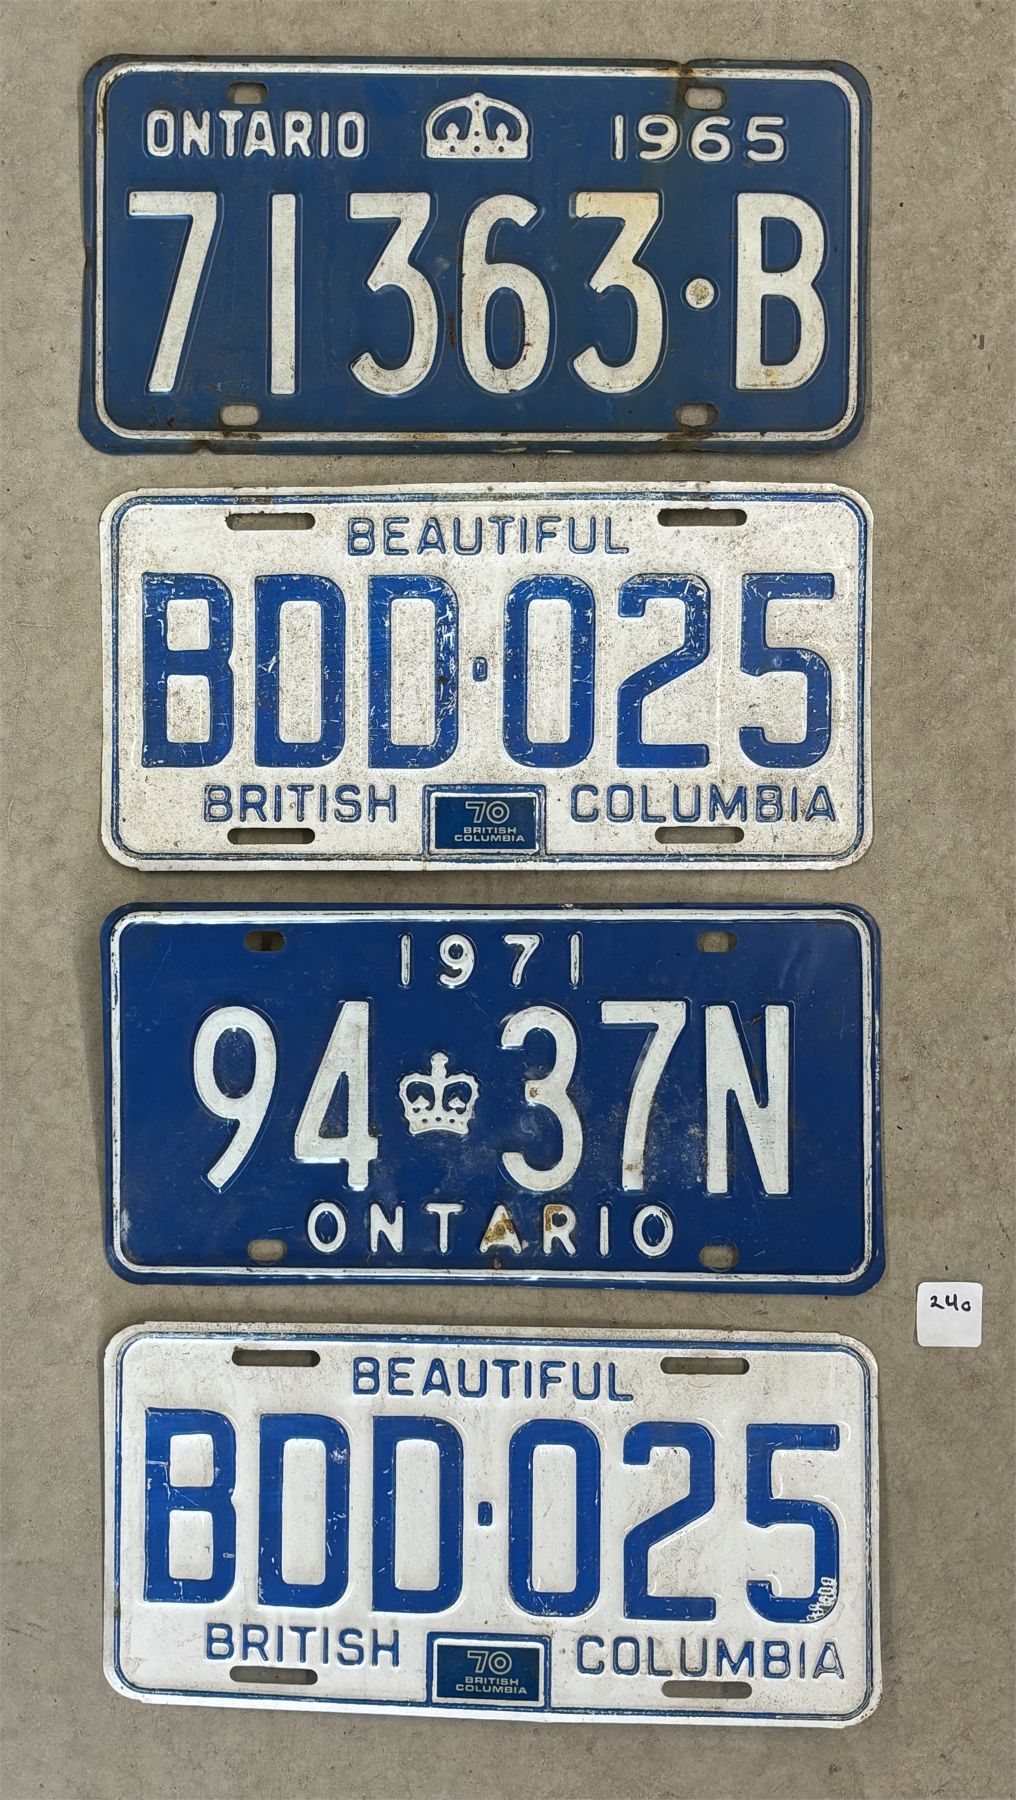 ONTARIO 1965
71363·B
BEAUTIFUL
BDD·025
BRITISH COLUMBIA
70
BRITISH
COLUMBIA
1971
94 37N
ONTARIO
240
BEAUTIFUL
BDD·025
BRITISH COLUMBIA
70
BRITISH
COLUMBIA